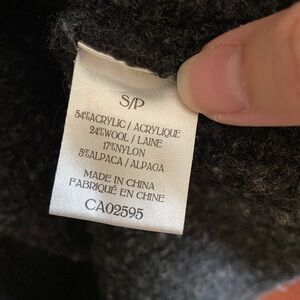 S/P
54%ACRYLIC / ACRYLIQUE
24%WOOL / LAINE
17%NYLON
5%ALPACA / ALPAGA
MADE IN CHINA
FABRIQUÉ EN CHINE
CA02595